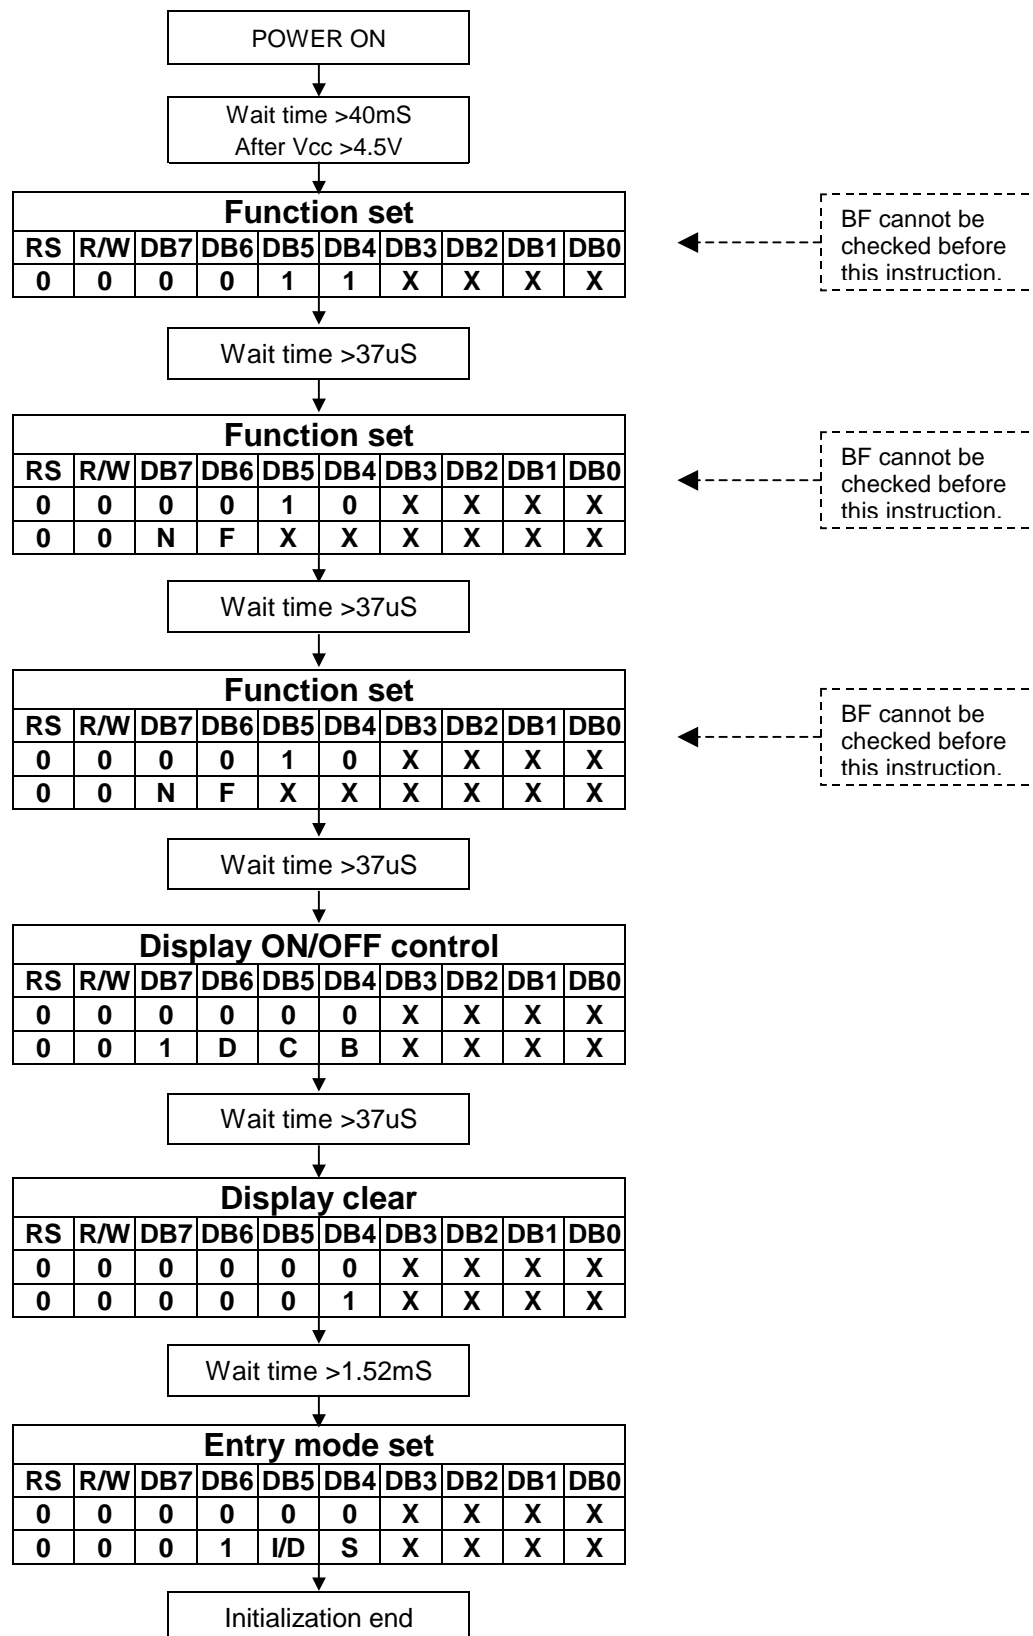 POWER ON
Wait time >40mS
After Vcc >4.5V
Function set
RS R/W DB7 DB6 DB5 DB4 DB3 DB2 DB1 DB0
0 0 0 0 1 1 X X X X
BF cannot be
checked before
this instruction.
Wait time >37uS
Function set
RS R/W DB7 DB6 DB5 DB4 DB3 DB2 DB1 DB0
0 0 0 0 1 0 X X X X
0 0 N F X X X X X X
BF cannot be
checked before
this instruction.
Wait time >37uS
Function set
RS R/W DB7 DB6 DB5 DB4 DB3 DB2 DB1 DB0
0 0 0 0 1 0 X X X X
0 0 N F X X X X X X
BF cannot be
checked before
this instruction.
Wait time >37uS
Display ON/OFF control
RS R/W DB7 DB6 DB5 DB4 DB3 DB2 DB1 DB0
0 0 0 0 0 0 X X X X
0 0 1 D C B X X X X
Wait time >37uS
Display clear
RS R/W DB7 DB6 DB5 DB4 DB3 DB2 DB1 DB0
0 0 0 0 0 0 X X X X
0 0 0 0 0 1 X X X X
Wait time >1.52mS
Entry mode set
RS R/W DB7 DB6 DB5 DB4 DB3 DB2 DB1 DB0
0 0 0 0 0 0 X X X X
0 0 0 1 I/D S X X X X
Initialization end